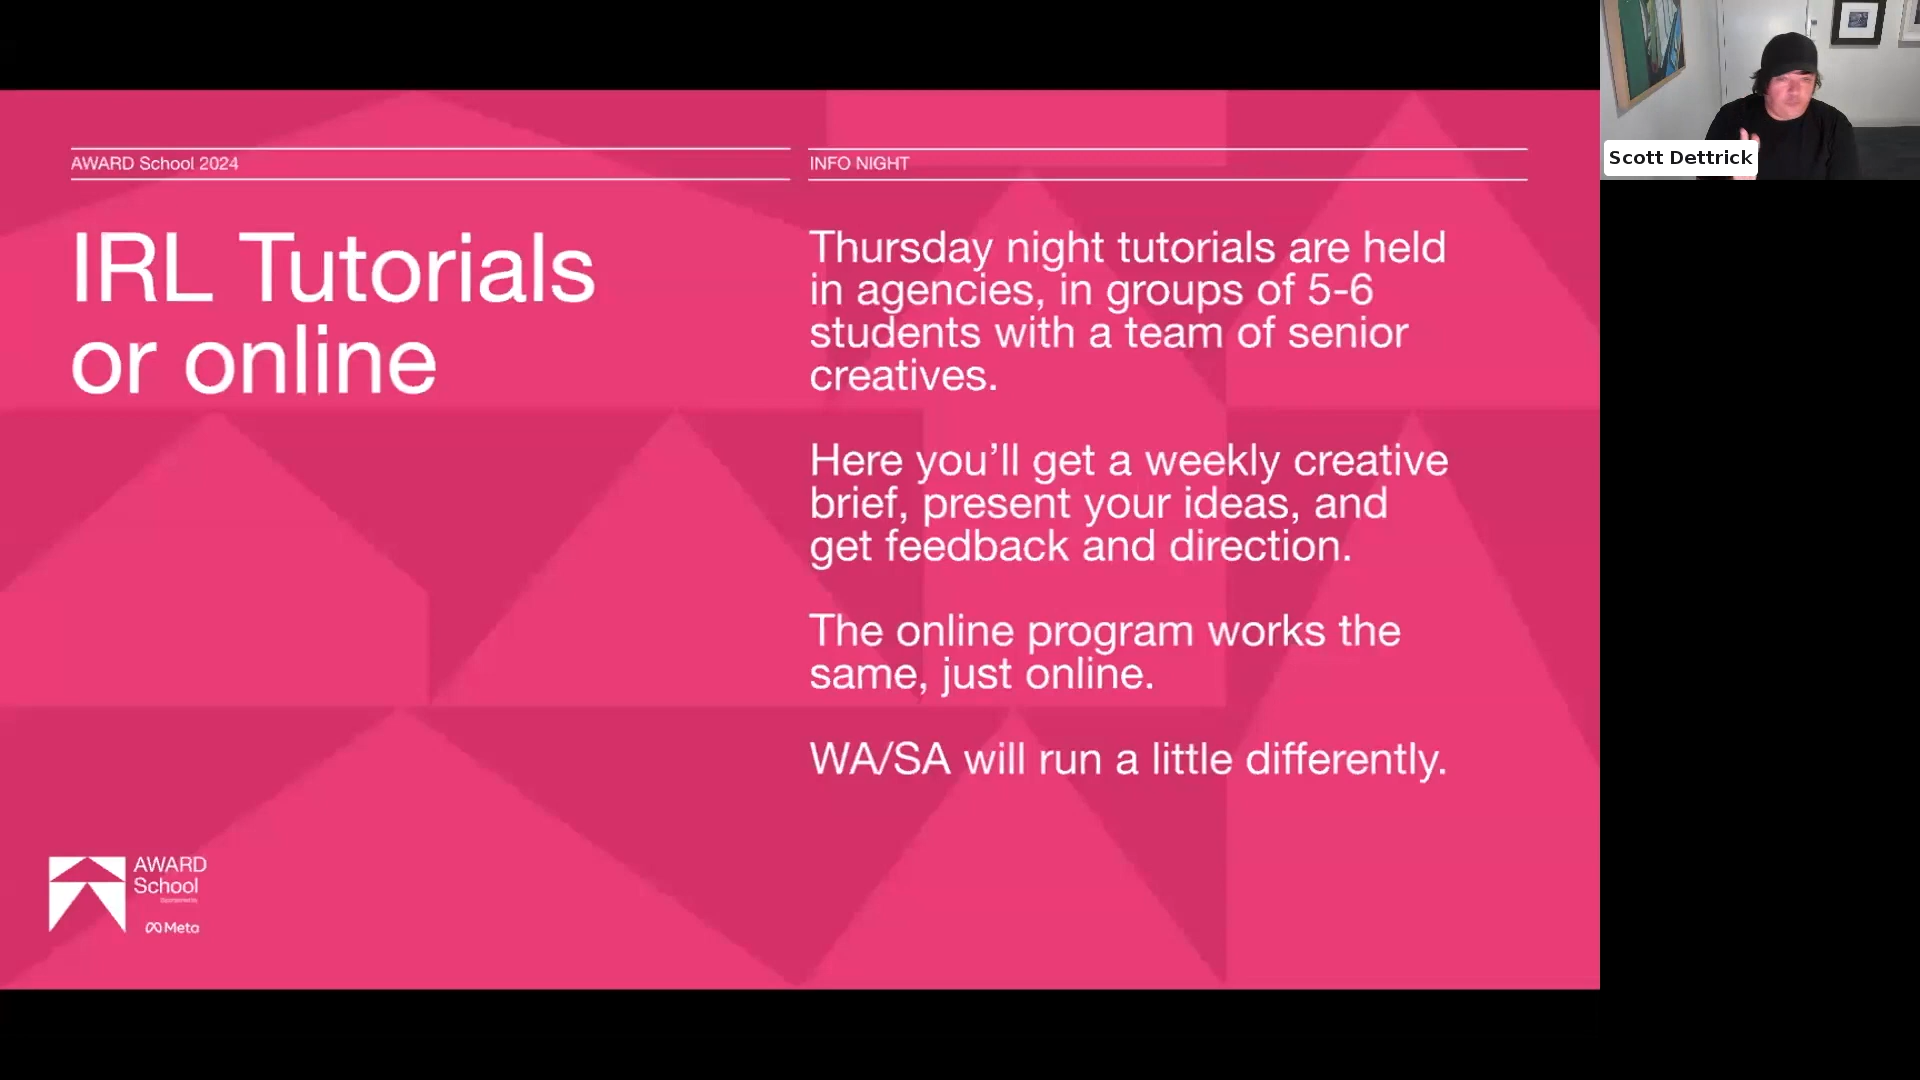 AWARD School 2024
INFO NIGHT
IRL Tutorials
or online
Thursday night tutorials are held
in agencies, in groups of 5-6
students with a team of senior
creatives.
Here you’ll get a weekly creative
brief, present your ideas, and
get feedback and direction.
The online program works the
same, just online.
WA/SA will run a little differently.
AWARD
School
Meta
Scott Dettrick